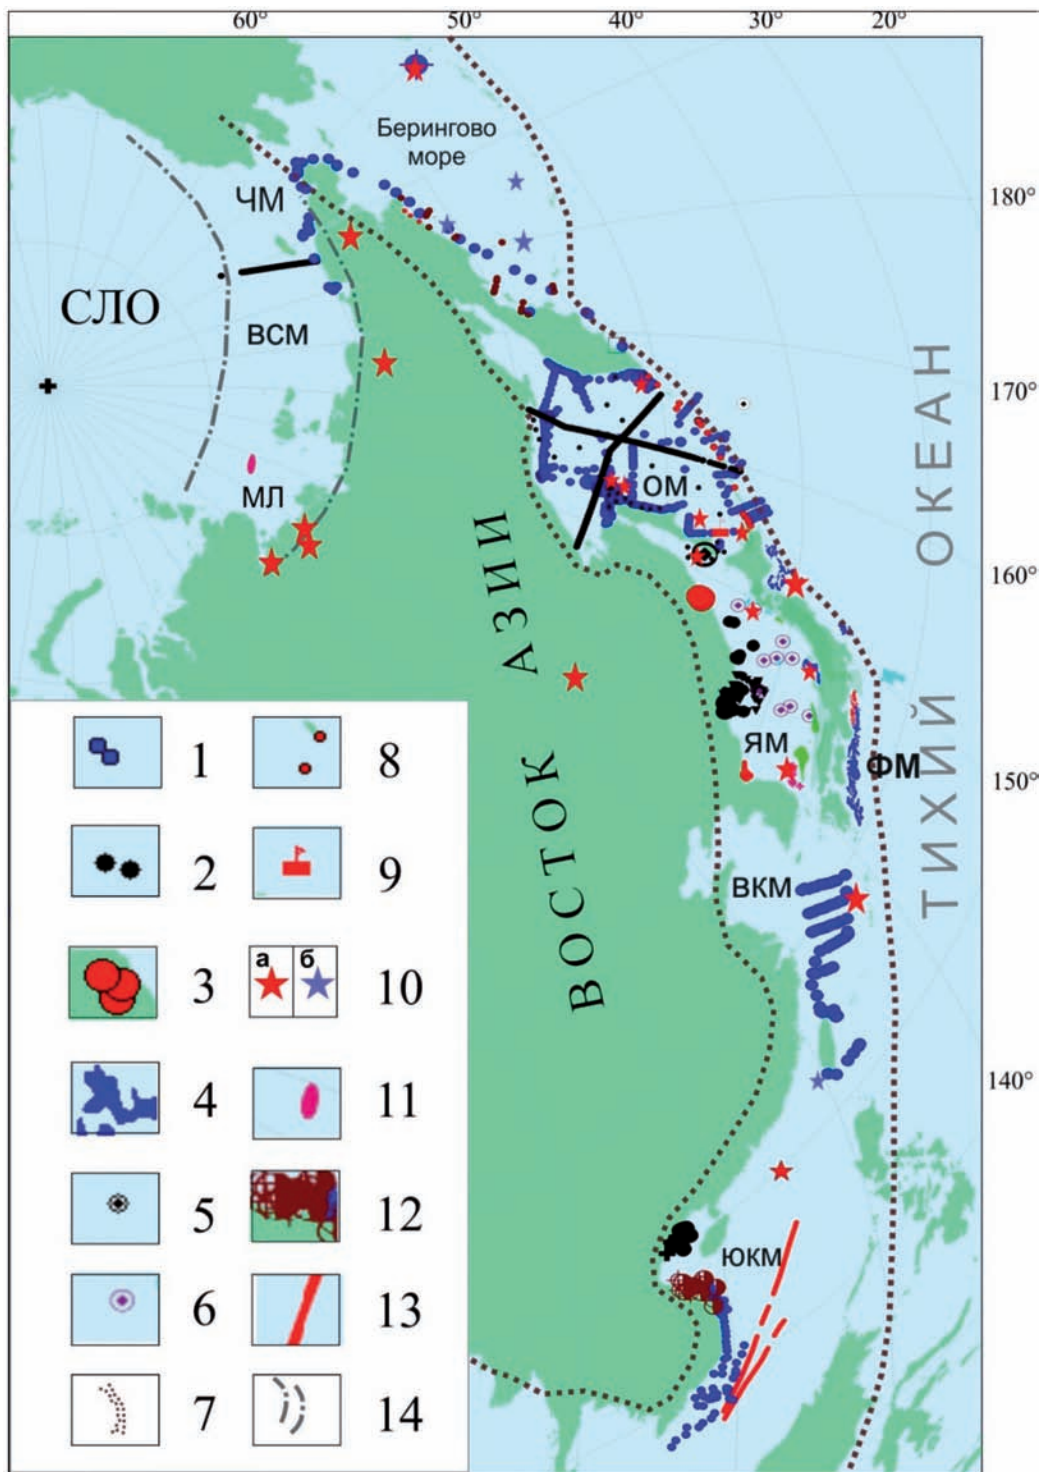 60° 50° 40° 30° 20°
Берингово
море
ЧМ
180°
СЛО
ВСМ
170°
МЛ
ОМ
160°
ЯМ
ФМ
150°
ВКМ
140°
ЮКМ
ВОСТОК АЗИИ
ТИХИЙ ОКЕАН
1 8
2 9
3 а б 10
4 11
5 12
6 13
7 14